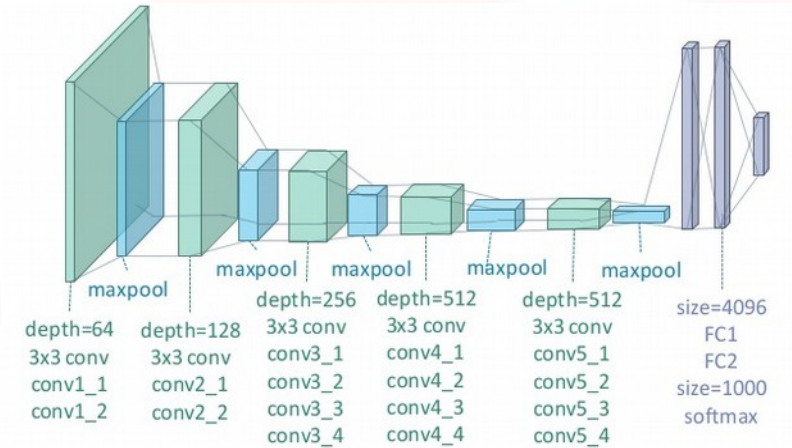 maxpool
maxpool
maxpool
maxpool
maxpool
depth=64
3x3 conv
conv1_1
conv1_2
depth=128
3x3 conv
conv2_1
conv2_2
depth=256
3x3 conv
conv3_1
conv3_2
conv3_3
conv3_4
depth=512
3x3 conv
conv4_1
conv4_2
conv4_3
conv4_4
depth=512
3x3 conv
conv5_1
conv5_2
conv5_3
conv5_4
size=4096
FC1
FC2
size=1000
softmax